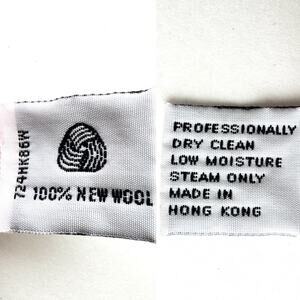 724HK86W
100% NEW WOOL
PROFESSIONALLY
DRY CLEAN
LOW MOISTURE
STEAM ONLY
MADE IN
HONG KONG